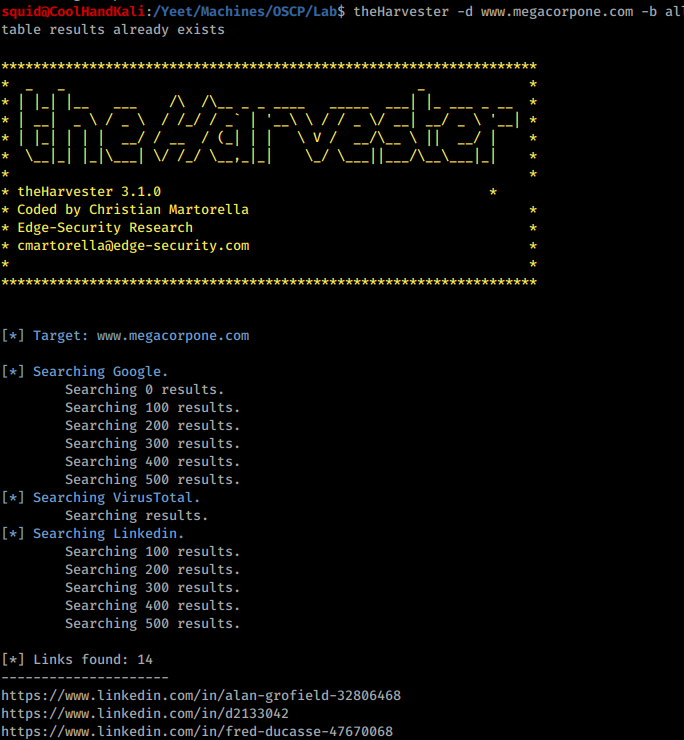 squid@CoolHandKali:/Yeet/Machines/OSCP/Lab$ theHarvester -d www.megacorpone.com -b all
table results already exists
*******************************************************************
*  _   _                                            _             *
* | |_| |__   ___    /\  /\__ _ _ ____   _____  ___| |_ ___ _ __  *
* | __|  _ \ / _ \  / /_/ / _` | '__\ \ / / _ \/ __| __/ _ \ '__| *
* | |_| | | |  __/ / __  / (_| | |   \ V /  __/\__ \ ||  __/ |    *
*  \__|_| |_|\___| \/ /_/ \__,_|_|    \_/ \___||___/\__\___|_|    *
*                                                                 *
* theHarvester 3.1.0                                         *
* Coded by Christian Martorella                                   *
* Edge-Security Research                                          *
* cmartorella@edge-security.com                                   *
*                                                                 *
*******************************************************************
[*] Target: www.megacorpone.com
[*] Searching Google.
Searching 0 results.
Searching 100 results.
Searching 200 results.
Searching 300 results.
Searching 400 results.
Searching 500 results.
[*] Searching VirusTotal.
Searching results.
[*] Searching Linkedin.
Searching 100 results.
Searching 200 results.
Searching 300 results.
Searching 400 results.
Searching 500 results.
[*] Links found: 14
---------------------
https://www.linkedin.com/in/alan-grofield-32806468
https://www.linkedin.com/in/d2133042
https://www.linkedin.com/in/fred-ducasse-47670068